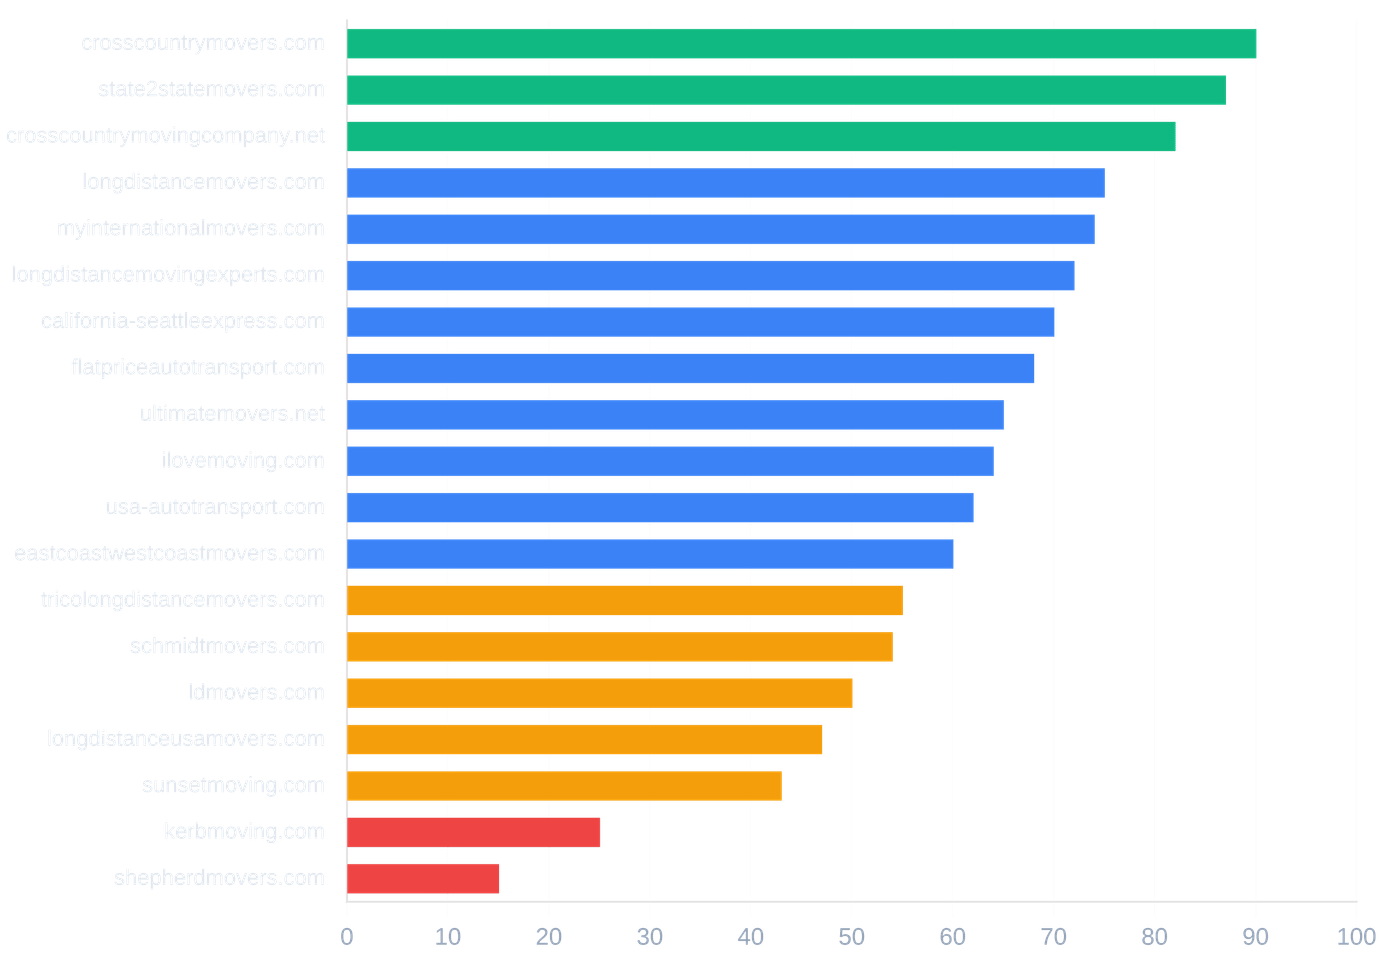 crosscountrymovers.com
state2statemovers.com
crosscountrymovingcompany.net
longdistancemovers.com
myinternationalmovers.com
longdistancemovingexperts.com
california-seattleexpress.com
flatpriceautotransport.com
ultimatemovers.net
ilovemoving.com
usa-autotransport.com
eastcoastwestcoastmovers.com
tricolongdistancemovers.com
schmidtmovers.com
ldmovers.com
longdistanceusamovers.com
sunsetmoving.com
kerbmoving.com
shepherdmovers.com
0 10 20 30 40 50 60 70 80 90 100